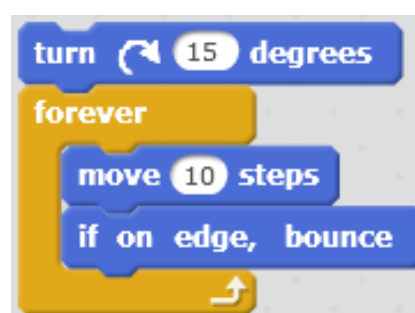 turn 15 degrees
forever
move 10 steps
if on edge, bounce